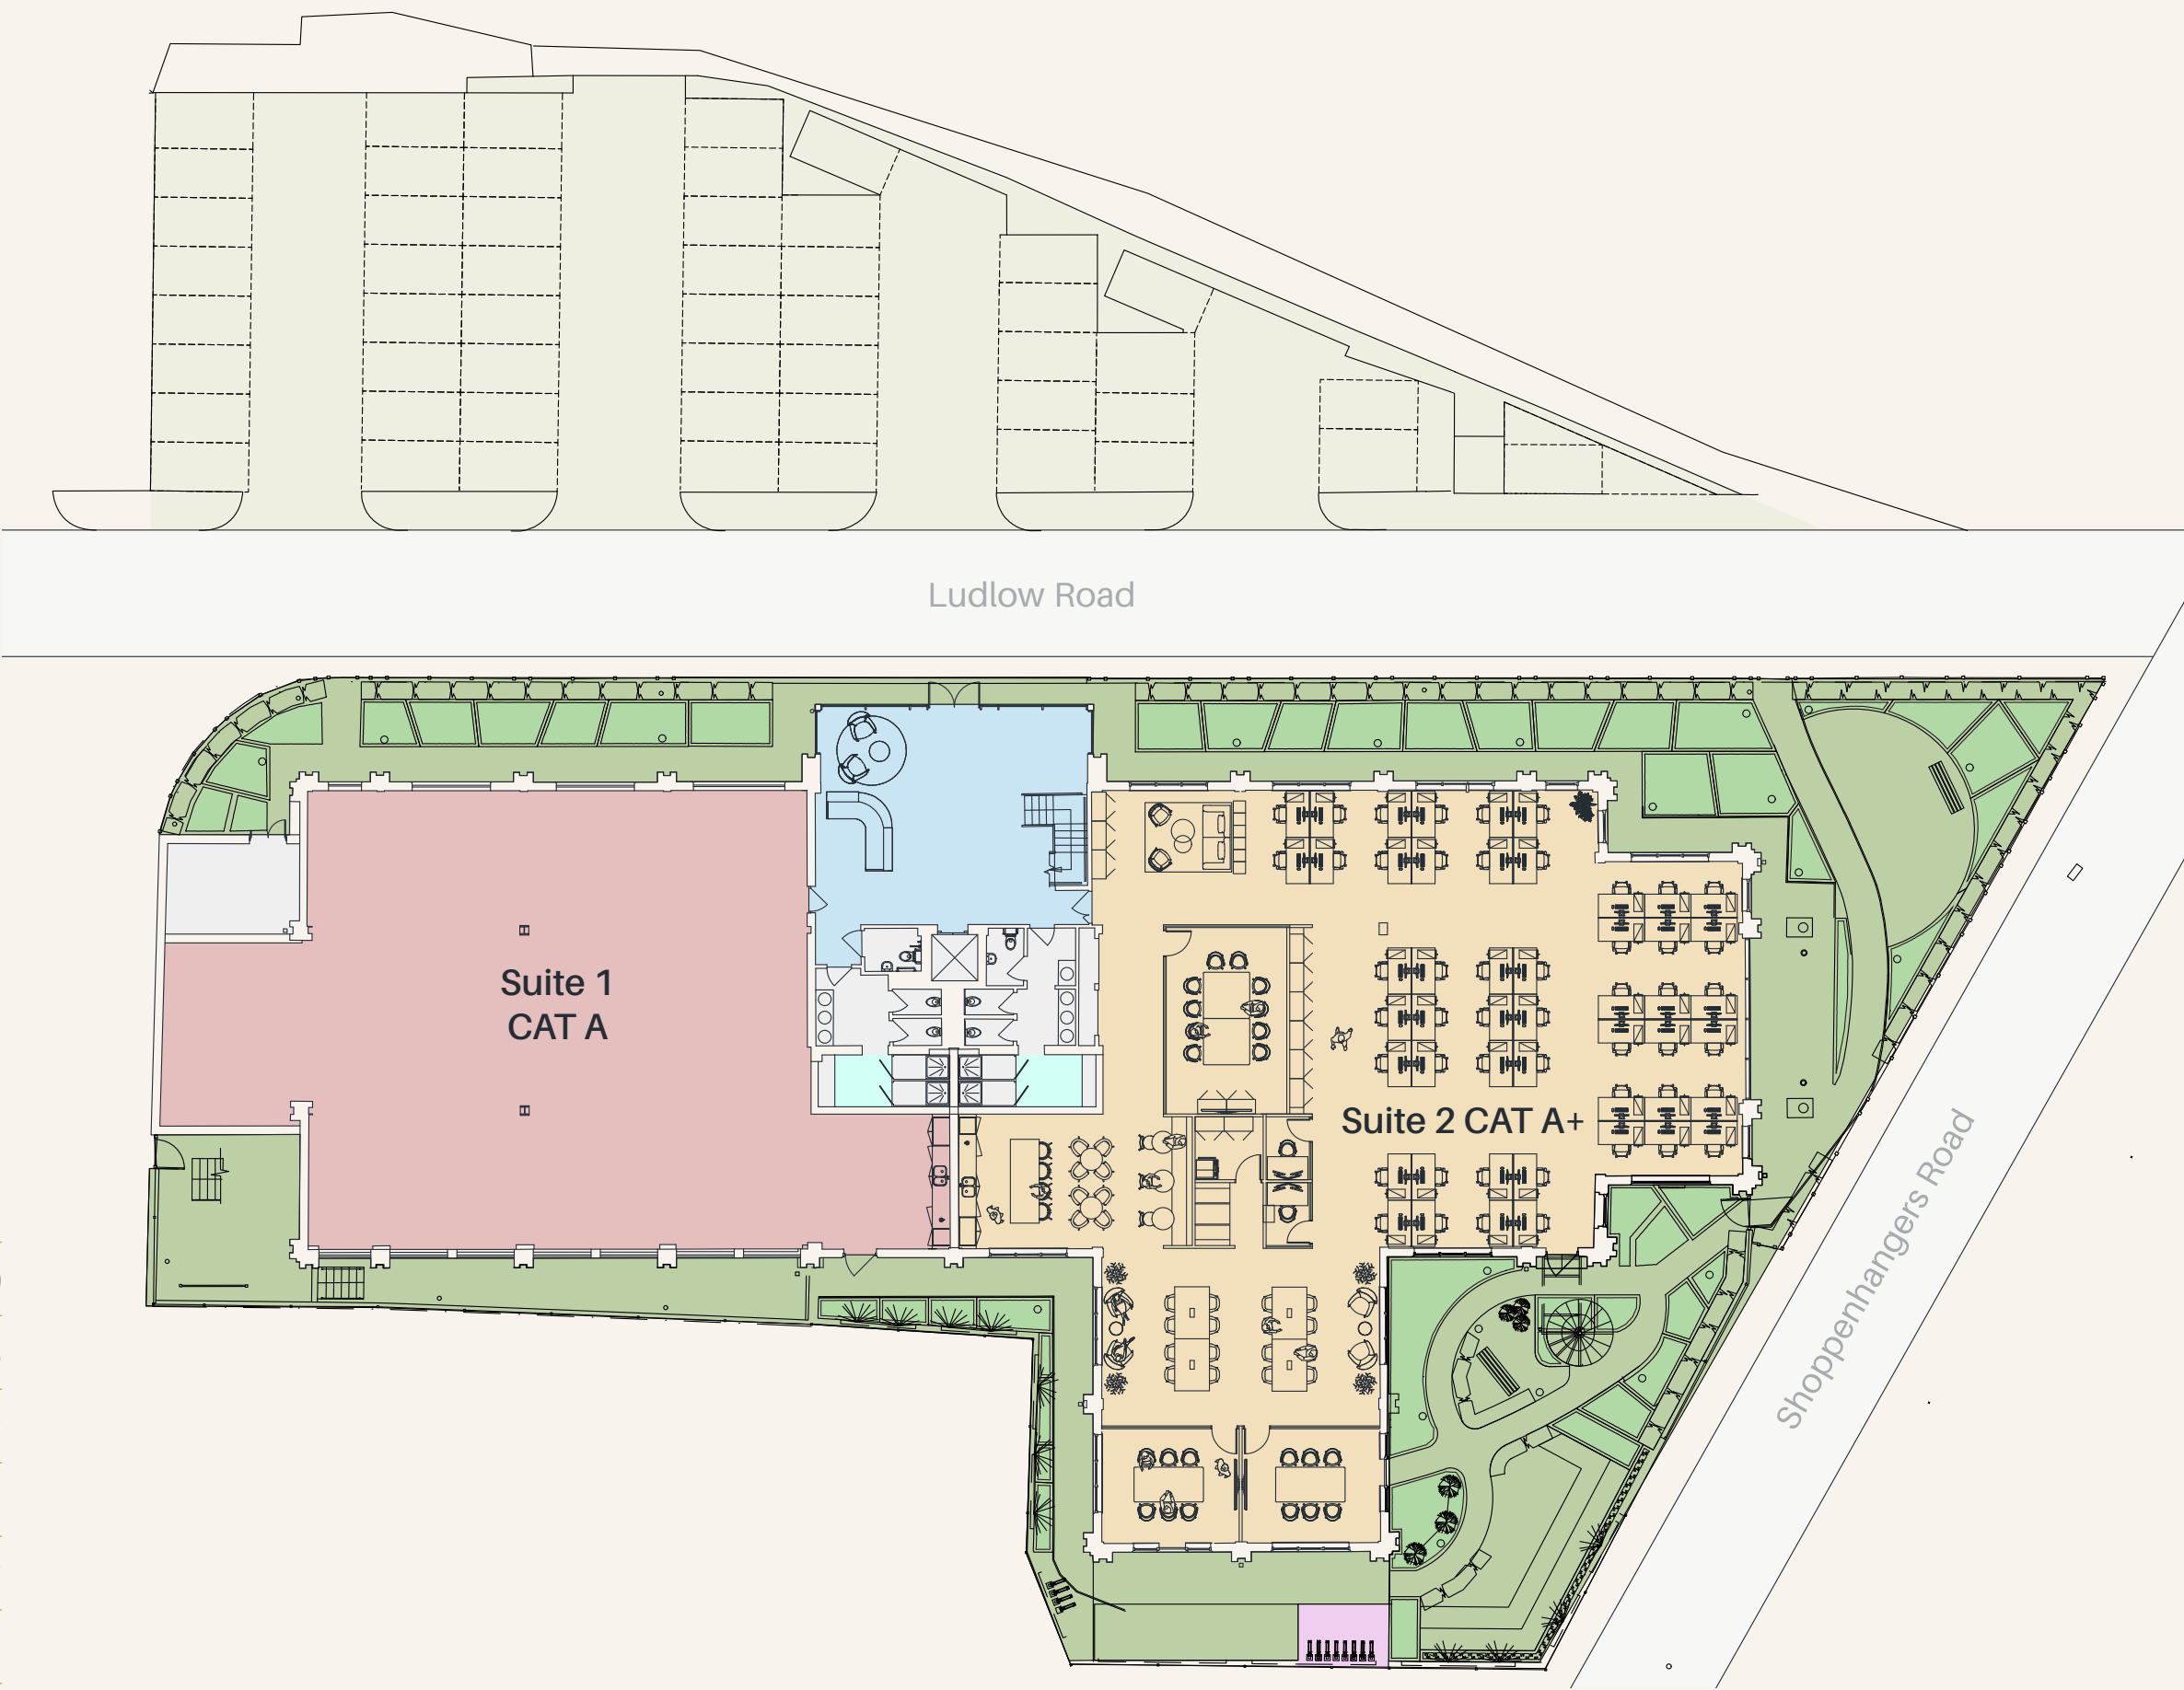 Ludlow Road
Suite 1
CAT A
Suite 2 CAT A+
Shoppenhangers Road